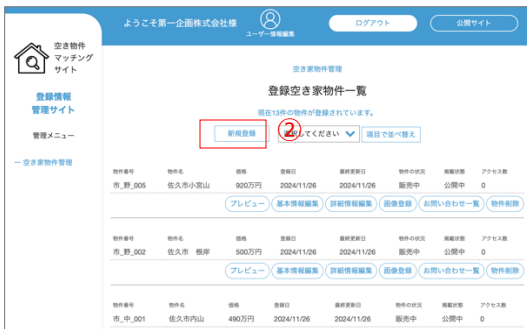 ようこそ第一企画株式会社様
ユーザー情報編集
ログアウト
公開サイト
空き物件
マッチング
サイト
登録情報
管理サイト
管理メニュー
ー 空き家物件管理
空き家物件管理
登録空き家物件一覧
現在13件の物件が登録されています。
新規登録
②
選択してください
項目で並べ替え
物件番号 物件名 価格 登録日 最終更新日 物件の状況 掲載状態 アクセス数
市_野_005 佐久市小宮山 920万円 2024/11/26 2024/11/26 販売中 公開中 0
プレビュー 基本情報編集 詳細情報編集 画像登録 お問い合わせ一覧 物件削除
物件番号 物件名 価格 登録日 最終更新日 物件の状況 掲載状態 アクセス数
市_野_002 佐久市 根岸 500万円 2024/11/26 2024/11/26 販売中 公開中 0
プレビュー 基本情報編集 詳細情報編集 画像登録 お問い合わせ一覧 物件削除
物件番号 物件名 価格 登録日 最終更新日 物件の状況 掲載状態 アクセス数
市_中_001 佐久市内山 490万円 2024/11/26 2024/11/26 販売中 公開中 0